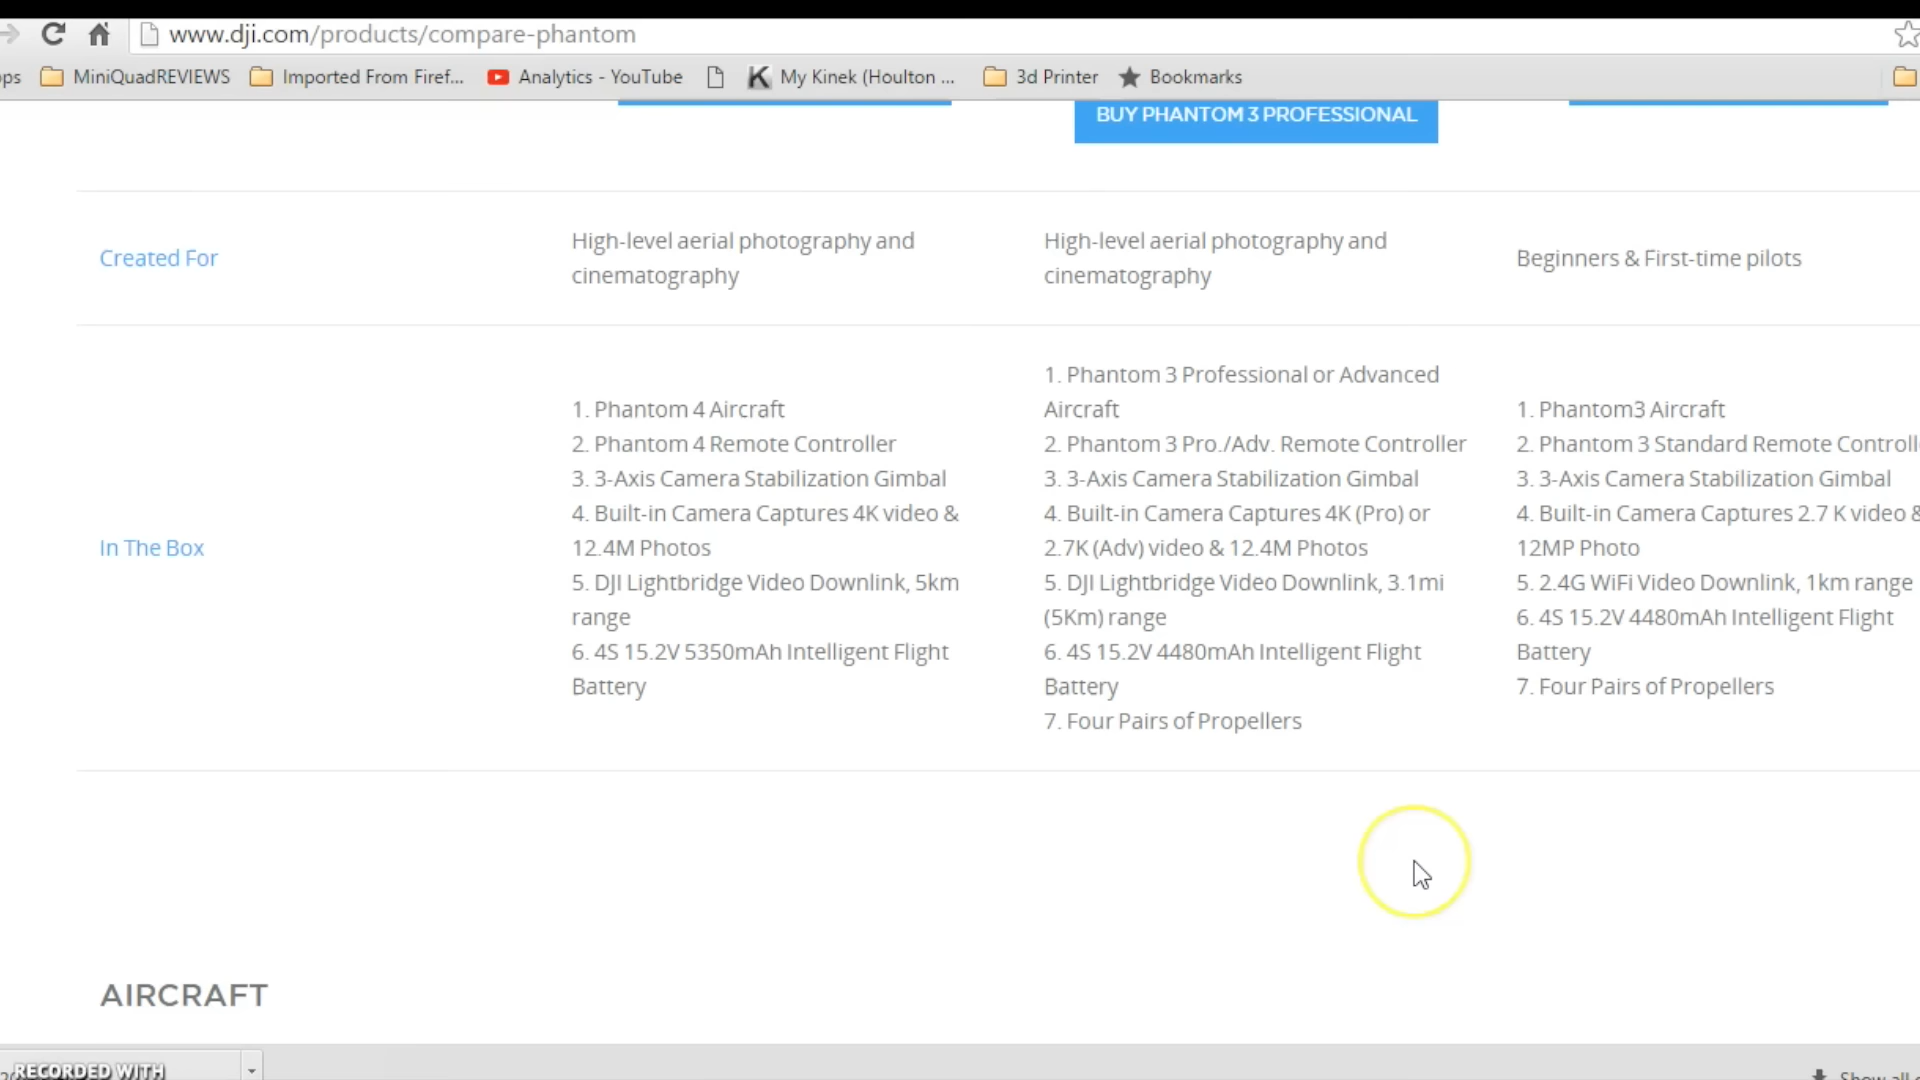 www.dji.com/products/compare-phantom
ps MiniQuadREVIEWS Imported From Firef... Analytics - YouTube My Kinek (Houlton ... 3d Printer Bookmarks
BUY PHANTOM 3 PROFESSIONAL
Created For
High-level aerial photography and
cinematography
High-level aerial photography and
cinematography
Beginners & First-time pilots
In The Box
1. Phantom 4 Aircraft
2. Phantom 4 Remote Controller
3. 3-Axis Camera Stabilization Gimbal
4. Built-in Camera Captures 4K video &
12.4M Photos
5. DJI Lightbridge Video Downlink, 5km
range
6. 4S 15.2V 5350mAh Intelligent Flight
Battery
1. Phantom 3 Professional or Advanced
Aircraft
2. Phantom 3 Pro./Adv. Remote Controller
3. 3-Axis Camera Stabilization Gimbal
4. Built-in Camera Captures 4K (Pro) or
2.7K (Adv) video & 12.4M Photos
5. DJI Lightbridge Video Downlink, 3.1mi
(5Km) range
6. 4S 15.2V 4480mAh Intelligent Flight
Battery
7. Four Pairs of Propellers
1. Phantom3 Aircraft
2. Phantom 3 Standard Remote Controll
3. 3-Axis Camera Stabilization Gimbal
4. Built-in Camera Captures 2.7 K video &
12MP Photo
5. 2.4G WiFi Video Downlink, 1km range
6. 4S 15.2V 4480mAh Intelligent Flight
Battery
7. Four Pairs of Propellers
AIRCRAFT
RECORDED WITH
Show all